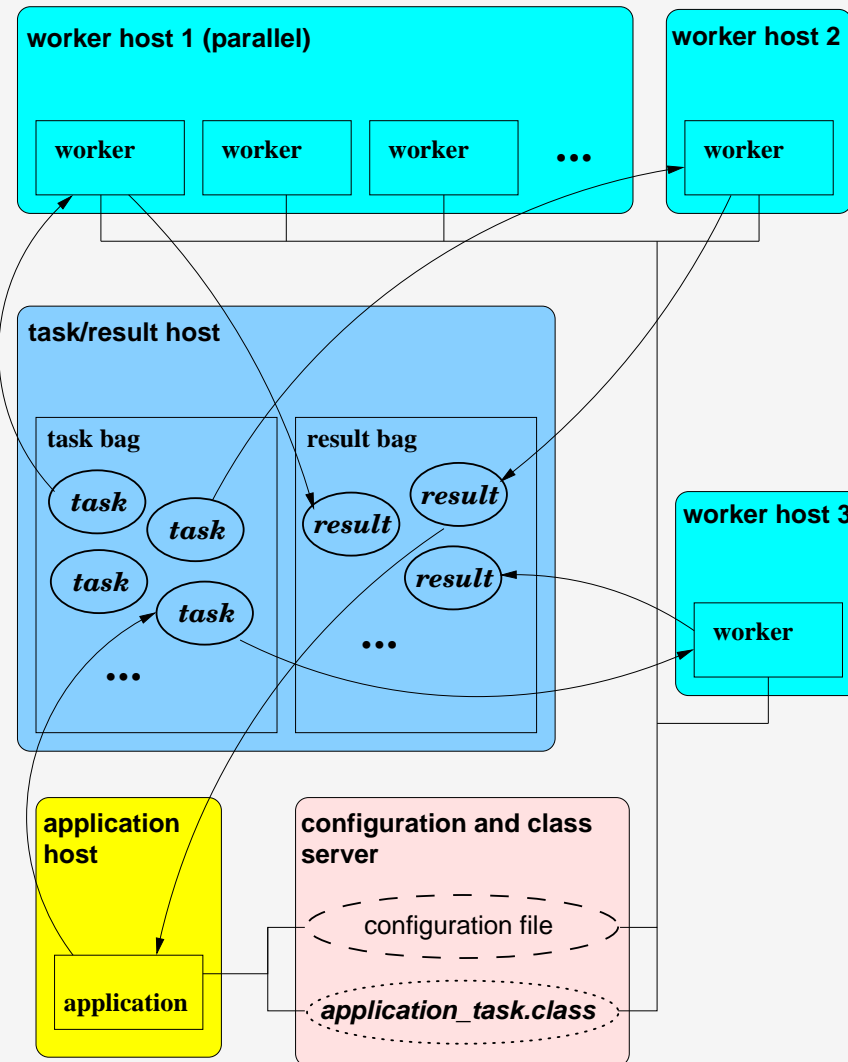 worker host 1 (parallel)
worker host 2
worker
worker
worker
...
worker
task/result host
task bag
result bag
task
task
task
task
...
result
result
result
...
worker host 3
worker
application
host
application
configuration and class
server
configuration file
application_task.class